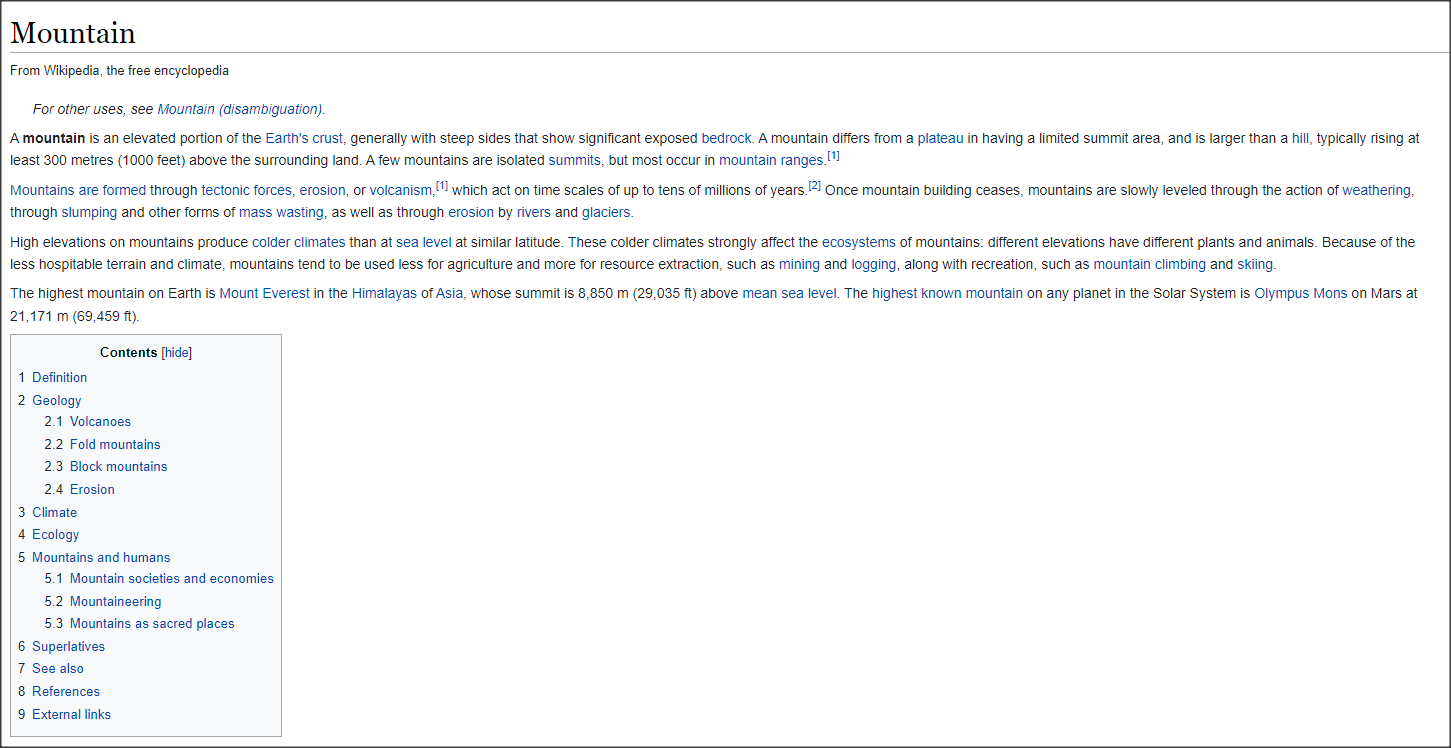 Mountain
From Wikipedia, the free encyclopedia
For other uses, see Mountain (disambiguation).
A mountain is an elevated portion of the Earth's crust, generally with steep sides that show significant exposed bedrock. A mountain differs from a plateau in having a limited summit area, and is larger than a hill, typically rising at
least 300 metres (1000 feet) above the surrounding land. A few mountains are isolated summits, but most occur in mountain ranges.[1]
Mountains are formed through tectonic forces, erosion, or volcanism,[1] which act on time scales of up to tens of millions of years.[2] Once mountain building ceases, mountains are slowly leveled through the action of weathering,
through slumping and other forms of mass wasting, as well as through erosion by rivers and glaciers.
High elevations on mountains produce colder climates than at sea level at similar latitude. These colder climates strongly affect the ecosystems of mountains: different elevations have different plants and animals. Because of the
less hospitable terrain and climate, mountains tend to be used less for agriculture and more for resource extraction, such as mining and logging, along with recreation, such as mountain climbing and skiing.
The highest mountain on Earth is Mount Everest in the Himalayas of Asia, whose summit is 8,850 m (29,035 ft) above mean sea level. The highest known mountain on any planet in the Solar System is Olympus Mons on Mars at
21,171 m (69,459 ft).
Contents [hide]
1 Definition
2 Geology
2.1 Volcanoes
2.2 Fold mountains
2.3 Block mountains
2.4 Erosion
3 Climate
4 Ecology
5 Mountains and humans
5.1 Mountain societies and economies
5.2 Mountaineering
5.3 Mountains as sacred places
6 Superlatives
7 See also
8 References
9 External links